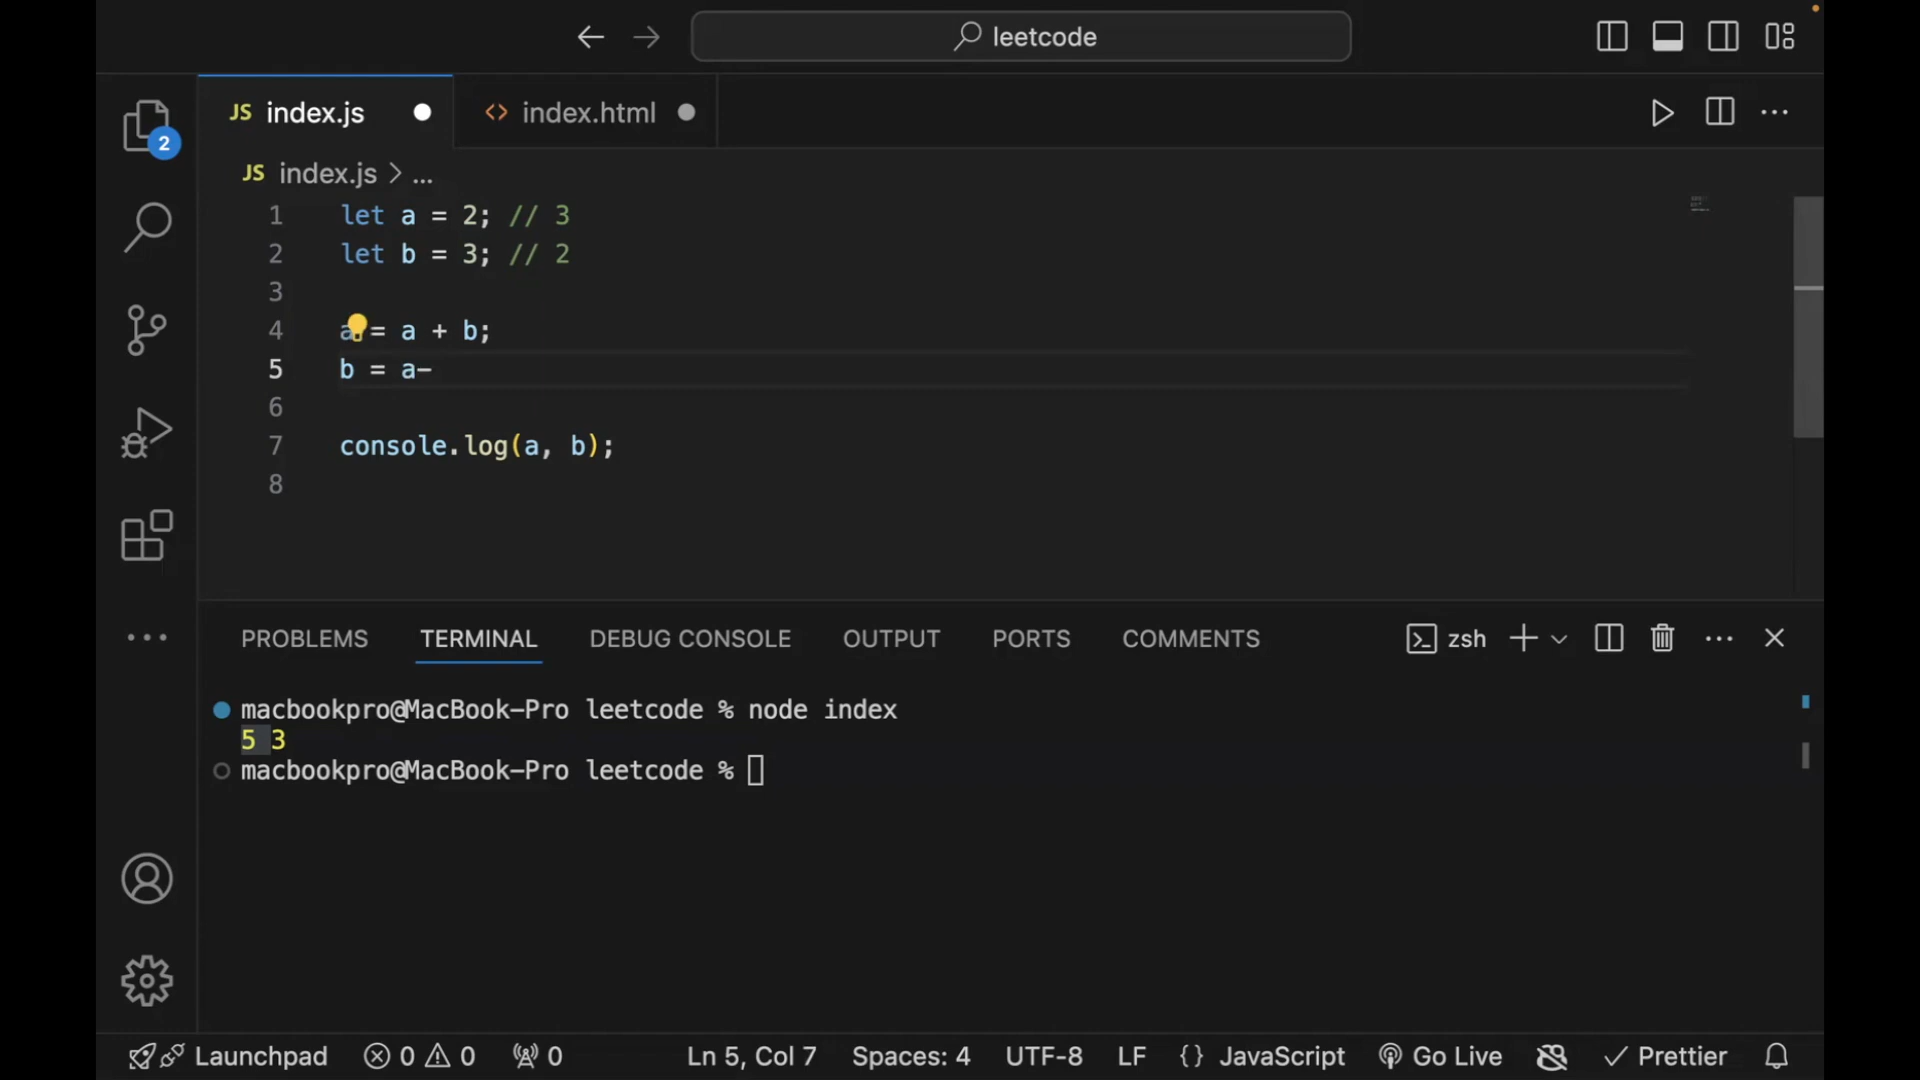 leetcode
JS index.js
<> index.html
2
JS index.js > ...
1 let a = 2; // 3
2 let b = 3; // 2
3
4 a = a + b;
5 b = a-
6
7 console.log(a, b);
8
PROBLEMS TERMINAL DEBUG CONSOLE OUTPUT PORTS COMMENTS zsh
macbookpro@MacBook-Pro leetcode % node index
5 3
macbookpro@MacBook-Pro leetcode %
Launchpad 0 0 0 Ln 5, Col 7 Spaces: 4 UTF-8 LF {} JavaScript Go Live Prettier